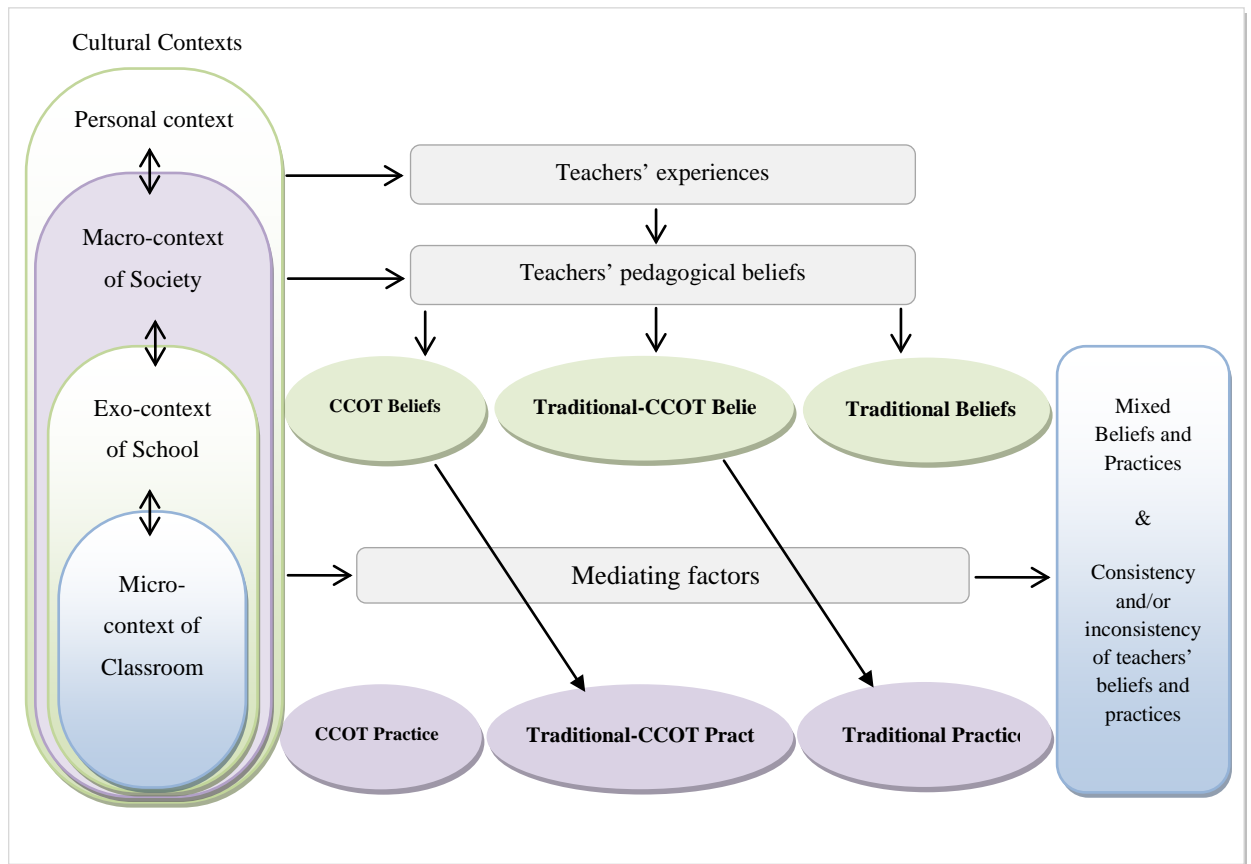 Cultural Contexts
Personal context
Macro-context
of Society
Exo-context
of School
Micro-
context of
Classroom
Teachers’ experiences
Teachers’ pedagogical beliefs
CCOT Beliefs
Traditional-CCOT Belie
Traditional Beliefs
Mediating factors
CCOT Practice
Traditional-CCOT Pract
Traditional Practic
Mixed
Beliefs and
Practices
&
Consistency
and/or
inconsistency
of teachers’
beliefs and
practices